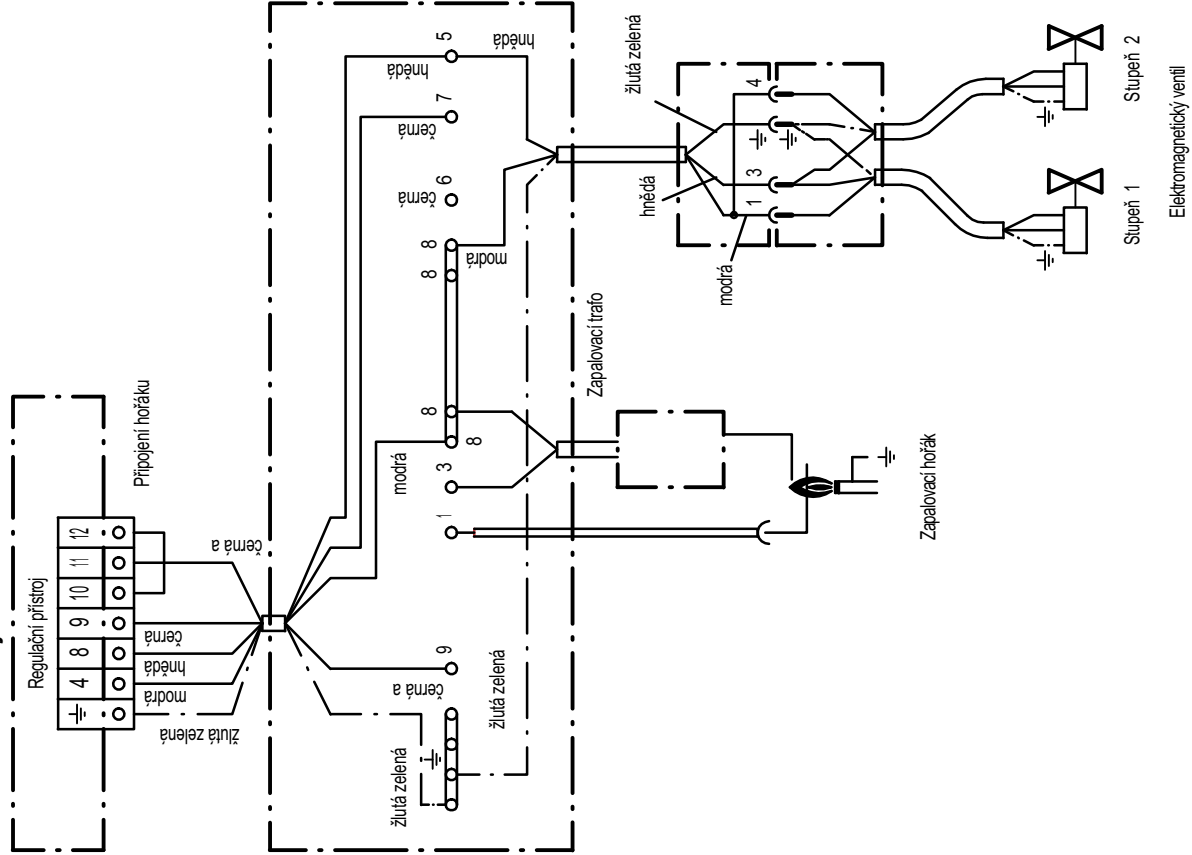 Regulační přístroj
4
8
9
10
11
12
Připojení hořáku
žlutá zelená
modrá
hnědá
černá
černá a
žlutá zelená
černá a
9
žlutá zelená
1
3
modrá
8
8
8
8
modrá
6
černá
7
černá
5
hnědá
hnědá
Zapalovací trafo
Zapalovací hořák
modrá
hnědá
žlutá zelená
1
3
4
Stupeň 1
Stupeň 2
Elektromagnetický ventil